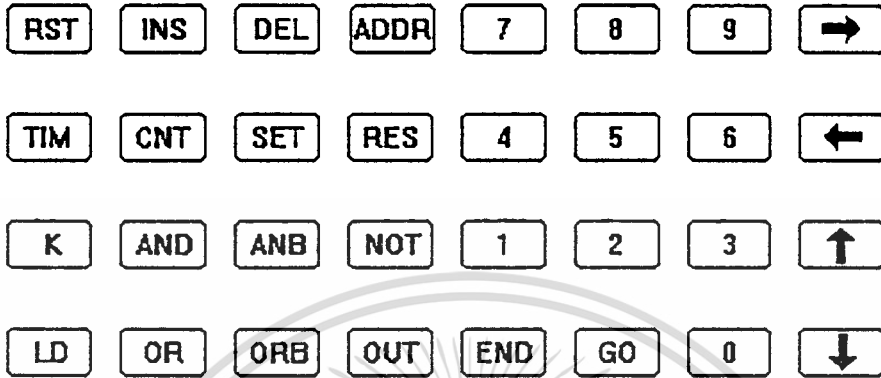 RST INS DEL ADDR 7 8 9 →
TIM CNT SET RES 4 5 6 ←
K AND ANB NOT 1 2 3 ↑
LD OR ORB OUT END GO 0 ↓